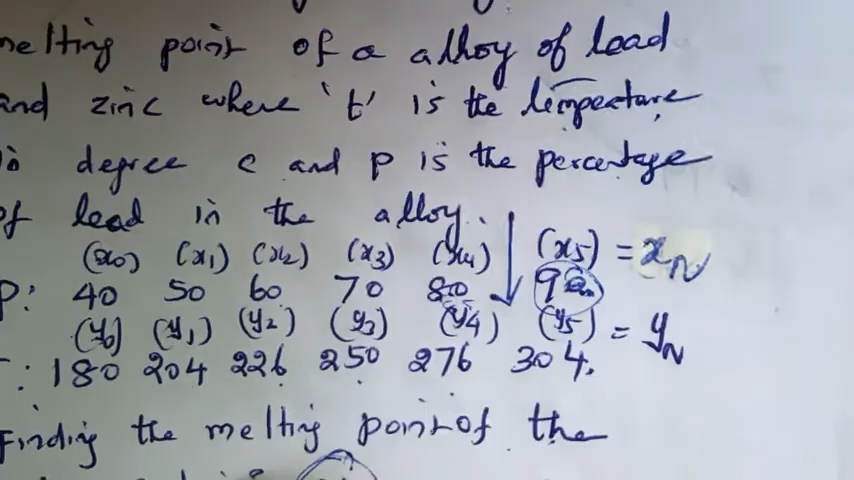 melting point of a alloy of lead
and zinc where 't' is the tempectare
in degree c and p is the percentage
of lead in the alloy.
(x0) (x1) (x2) (x3) (x4) (x5) = xN
P: 40 50 60 70 80 90
(y0) (y1) (y2) (y3) (y4) (y5) = yN
: 180 204 226 250 276 304.
Finding the melting point of the